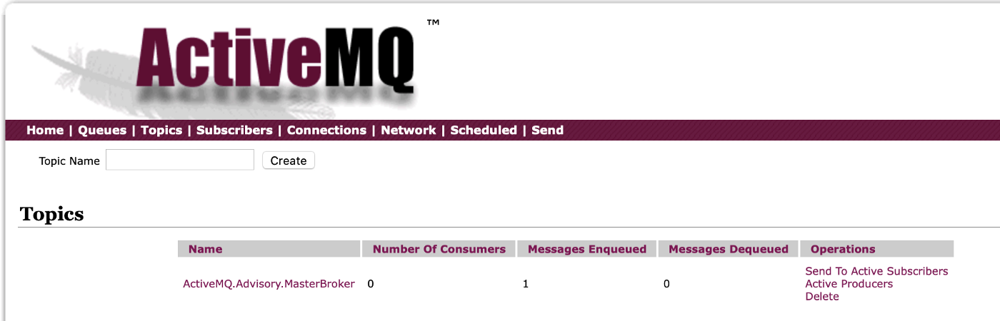 ActiveMQ™
Home | Queues | Topics | Subscribers | Connections | Network | Scheduled | Send
Topic Name Create
Topics
Name Number Of Consumers Messages Enqueued Messages Dequeued Operations
ActiveMQ.Advisory.MasterBroker 0 1 0 Send To Active Subscribers
Active Producers
Delete